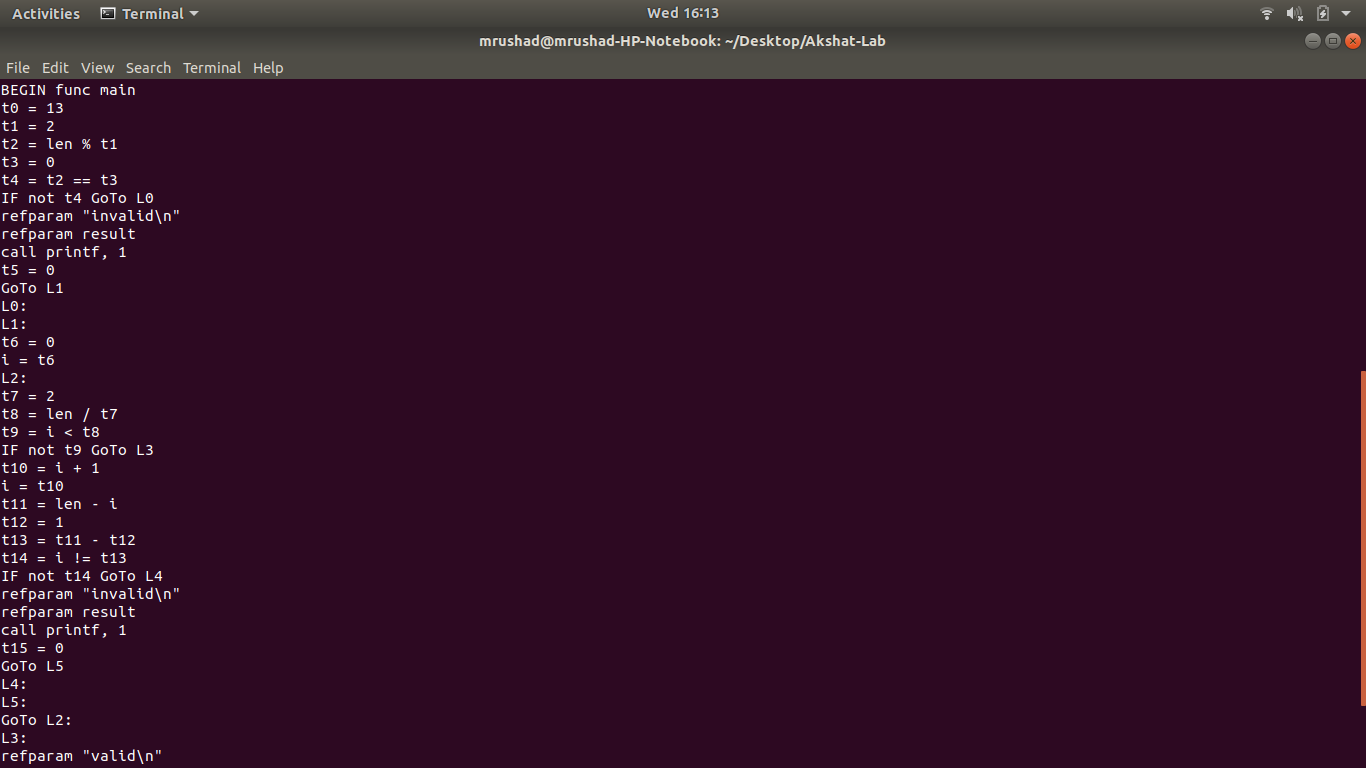 Activities Terminal Wed 16:13
mrushad@mrushad-HP-Notebook: ~/Desktop/Akshat-Lab
File Edit View Search Terminal Help
BEGIN func main
t0 = 13
t1 = 2
t2 = len % t1
t3 = 0
t4 = t2 == t3
IF not t4 GoTo L0
refparam "invalid\n"
refparam result
call printf, 1
t5 = 0
GoTo L1
L0:
L1:
t6 = 0
i = t6
L2:
t7 = 2
t8 = len / t7
t9 = i < t8
IF not t9 GoTo L3
t10 = i + 1
i = t10
t11 = len - i
t12 = 1
t13 = t11 - t12
t14 = i != t13
IF not t14 GoTo L4
refparam "invalid\n"
refparam result
call printf, 1
t15 = 0
GoTo L5
L4:
L5:
GoTo L2:
L3:
refparam "valid\n"